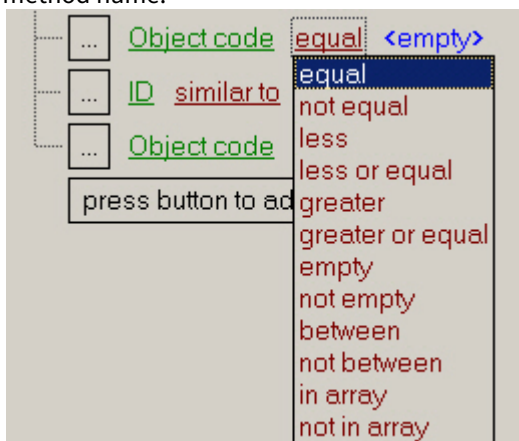 method name.
... Object code equal <empty>
... ID similar to
... Object code
press button to ad
equal
not equal
less
less or equal
greater
greater or equal
empty
not empty
between
not between
in array
not in array